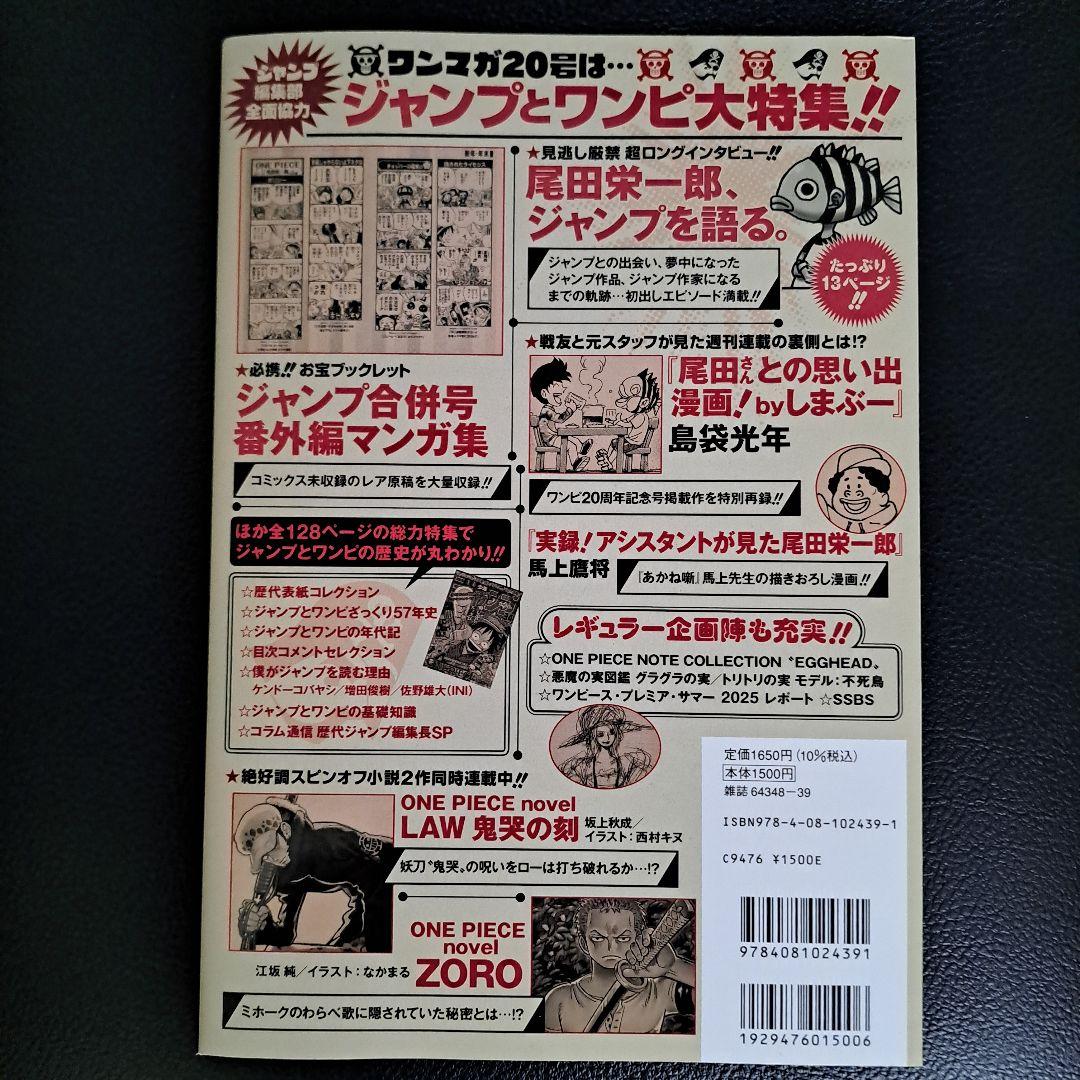 ジャンプ
編集部
全面協力
ワンマガ20号は…
ジャンプとワンピ大特集!!
ONE PIECE
★必携!! お宝ブックレット
ジャンプ合併号
番外編マンガ集
コミックス未収録のレア原稿を大量収録!!
ほか全128ページの総力特集で
ジャンプとワンピの歴史が丸わかり!!
☆歴代表紙コレクション
☆ジャンプとワンピざっくり57年史
☆ジャンプとワンピの年代記
☆目次コメントセレクション
☆僕がジャンプを読む理由
ケンドーコバヤシ/増田俊樹/佐野雄大(INI)
☆ジャンプとワンピの基礎知識
☆コラム通信 歴代ジャンプ編集長SP
★見逃し厳禁 超ロングインタビュー!!
尾田栄一郎、
ジャンプを語る。
ジャンプとの出会い、夢中になった
ジャンプ作品、ジャンプ作家になる
までの軌跡…初出しエピソード満載!!
たっぷり
13ページ
!!
★戦友と元スタッフが見た週刊連載の裏側とは!?
『尾田さんとの思い出
漫画!byしまぶー』
島袋光年
ワンピ20周年記念号掲載作を特別再録!!
『実録!アシスタントが見た尾田栄一郎』
馬上鷹将
『あかね噺』馬上先生の描きおろし漫画!!
レギュラー企画陣も充実!!
☆ONE PIECE NOTE COLLECTION〝EGGHEAD〟
☆悪魔の実図鑑 グラグラの実/トリトリの実 モデル:不死鳥
☆ワンピース・プレミア・サマー 2025 レポート ☆SSBS
★絶好調スピンオフ小説2作同時連載中!!
ONE PIECE novel
LAW 鬼哭の刻
坂上秋成/
イラスト:西村キヌ
妖刀〝鬼哭〟の呪いをローは打ち破れるか…!?
ONE PIECE
novel
ZORO
江坂 純/イラスト:なかまる
ミホークのわらべ歌に隠されていた秘密とは…!?
定価1650円(10%税込)
本体1500円
雑誌 64348-39
ISBN978-4-08-102439-1
C9476 ¥1500E
9784081024391
1929476015006